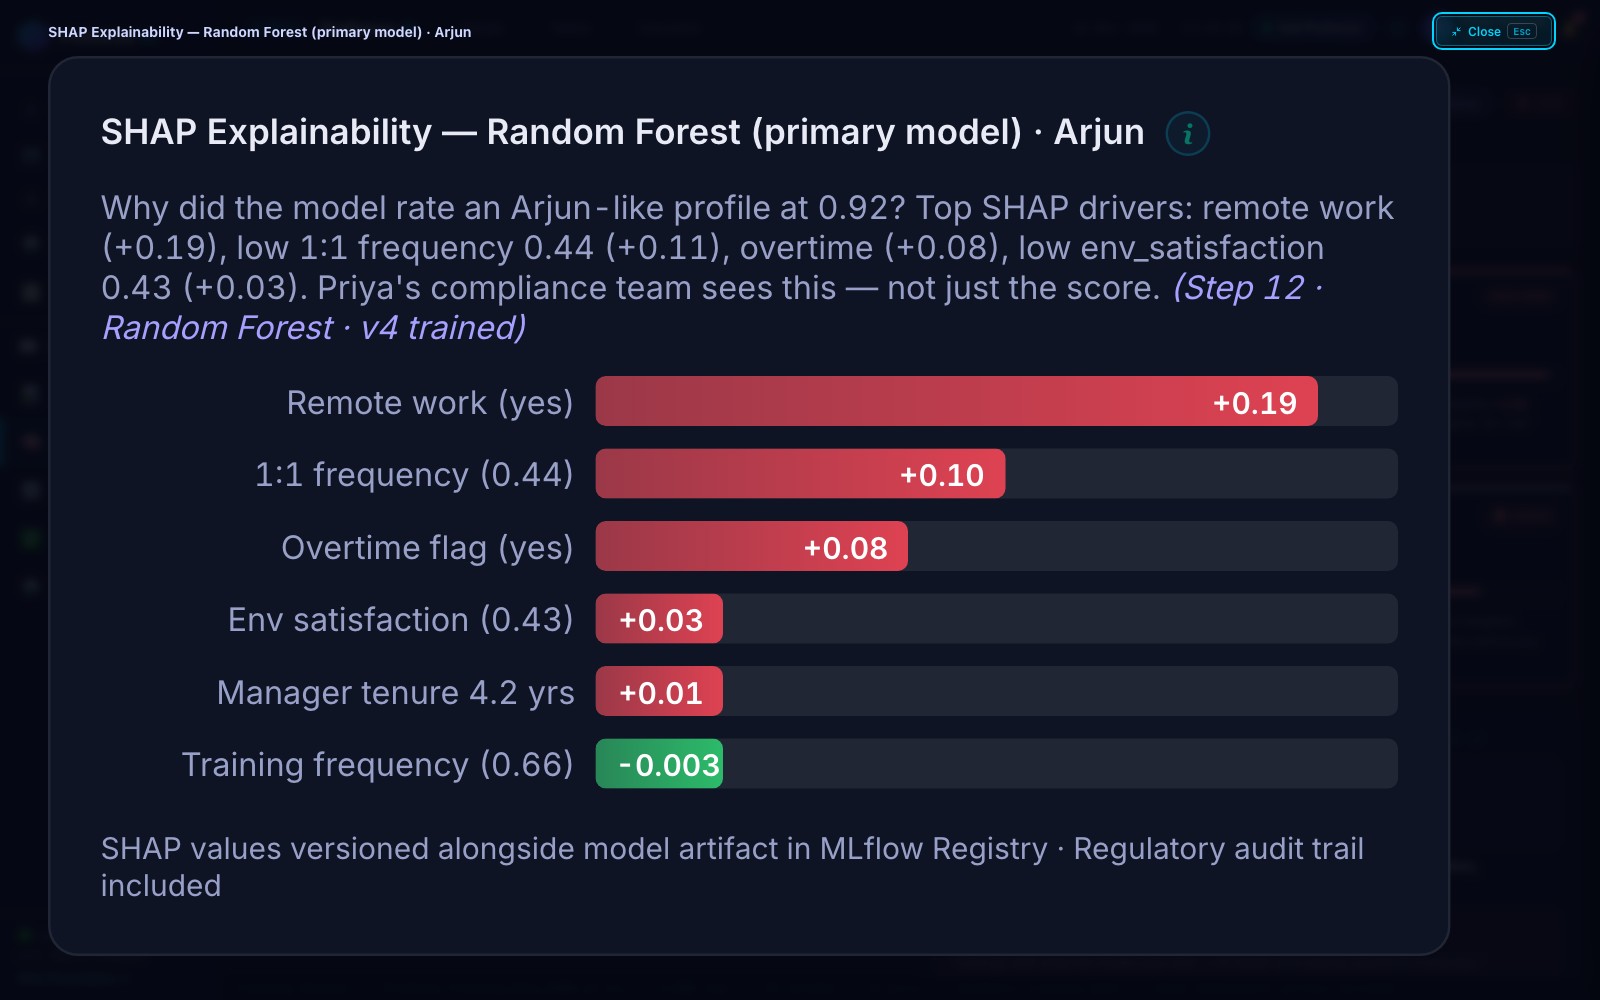 SHAP Explainability — Random Forest (primary model) · Arjun
Close Esc
SHAP Explainability — Random Forest (primary model) · Arjun i
Why did the model rate an Arjun-like profile at 0.92? Top SHAP drivers: remote work
(+0.19), low 1:1 frequency 0.44 (+0.11), overtime (+0.08), low env_satisfaction
0.43 (+0.03). Priya's compliance team sees this — not just the score. (Step 12 ·
Random Forest · v4 trained)
Remote work (yes) +0.19
1:1 frequency (0.44) +0.10
Overtime flag (yes) +0.08
Env satisfaction (0.43) +0.03
Manager tenure 4.2 yrs +0.01
Training frequency (0.66) -0.003
SHAP values versioned alongside model artifact in MLflow Registry · Regulatory audit trail
included